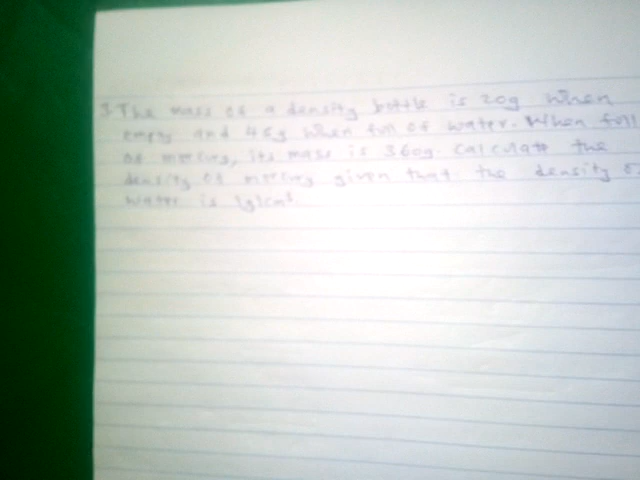 3. The mass of a density bottle is 20g when
empty and 45g when full of water. When full
of mercury, its mass is 360g. Calculate the
density of mercury given that the density o
water is 1g/cm³.